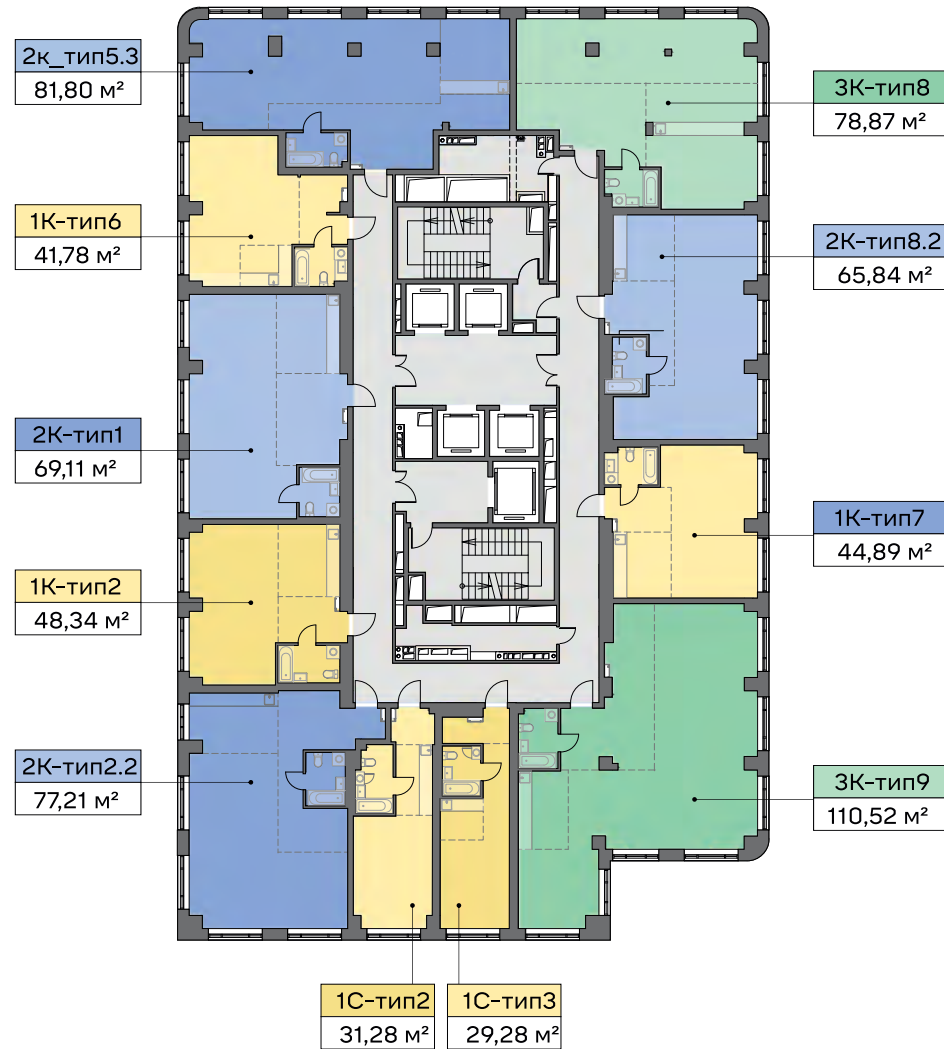 2к_тип5.3
81,80 м²
3К-тип8
78,87 м²
1К-тип6
41,78 м²
2К-тип8.2
65,84 м²
2К-тип1
69,11 м²
1К-тип7
44,89 м²
1К-тип2
48,34 м²
2К-тип2.2
77,21 м²
3К-тип9
110,52 м²
1С-тип2
31,28 м²
1С-тип3
29,28 м²